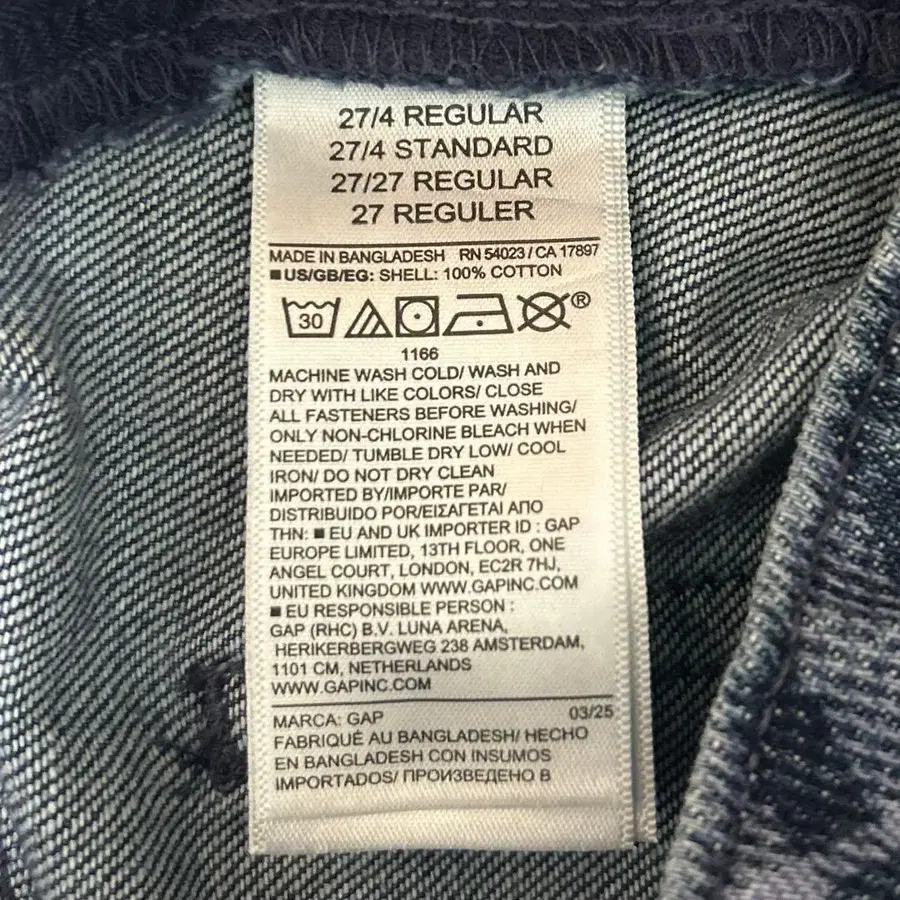 27/4 REGULAR
27/4 STANDARD
27/27 REGULAR
27 REGULER
MADE IN BANGLADESH RN 54023 / CA 17897
■ US/GB/EG: SHELL: 100% COTTON
30 ®
1166
MACHINE WASH COLD/ WASH AND
DRY WITH LIKE COLORS/ CLOSE
ALL FASTENERS BEFORE WASHING/
ONLY NON-CHLORINE BLEACH WHEN
NEEDED/ TUMBLE DRY LOW/ COOL
IRON/ DO NOT DRY CLEAN
IMPORTED BY/IMPORTE PAR/
DISTRIBUIDO POR/ΕΙΣΑΓΕΤΑΙ ΑΠΟ
ΤΗΝ: ■ EU AND UK IMPORTER ID : GAP
EUROPE LIMITED, 13TH FLOOR, ONE
ANGEL COURT, LONDON, EC2R 7HJ,
UNITED KINGDOM WWW.GAPINC.COM
■ EU RESPONSIBLE PERSON :
GAP (RHC) B.V. LUNA ARENA,
HERIKERBERGWEG 238 AMSTERDAM,
1101 CM, NETHERLANDS
WWW.GAPINC.COM
MARCA: GAP 03/25
FABRIQUÉ AU BANGLADESH/ HECHO
EN BANGLADESH CON INSUMOS
IMPORTADOS/ ПРОИЗВЕДЕНО В